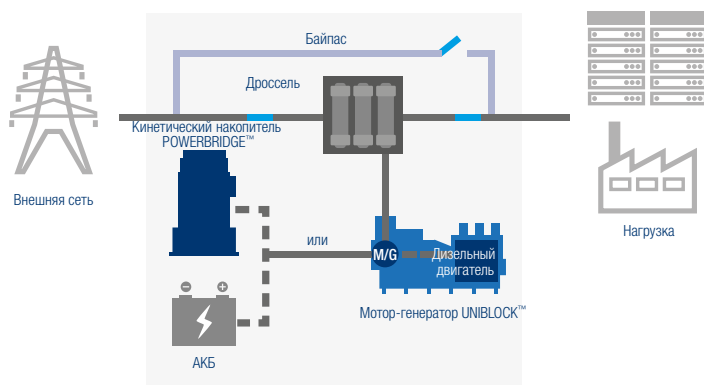 Байпас
Дроссель
Кинетический накопитель
POWERBRIDGE™
Внешняя сеть
Нагрузка
или
M/G
Дизельный
двигатель
Мотор-генератор UNIBLOCK™
АКБ